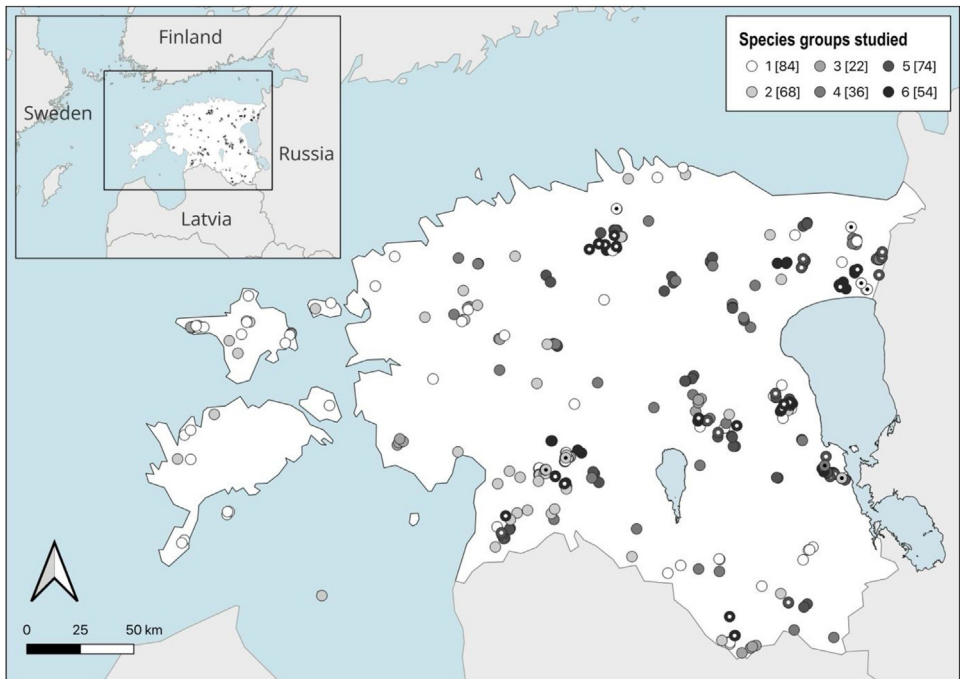 Finland
Sweden
Russia
Latvia
Species groups studied
1 [84] 3 [22] 5 [74]
2 [68] 4 [36] 6 [54]
0 25 50 km